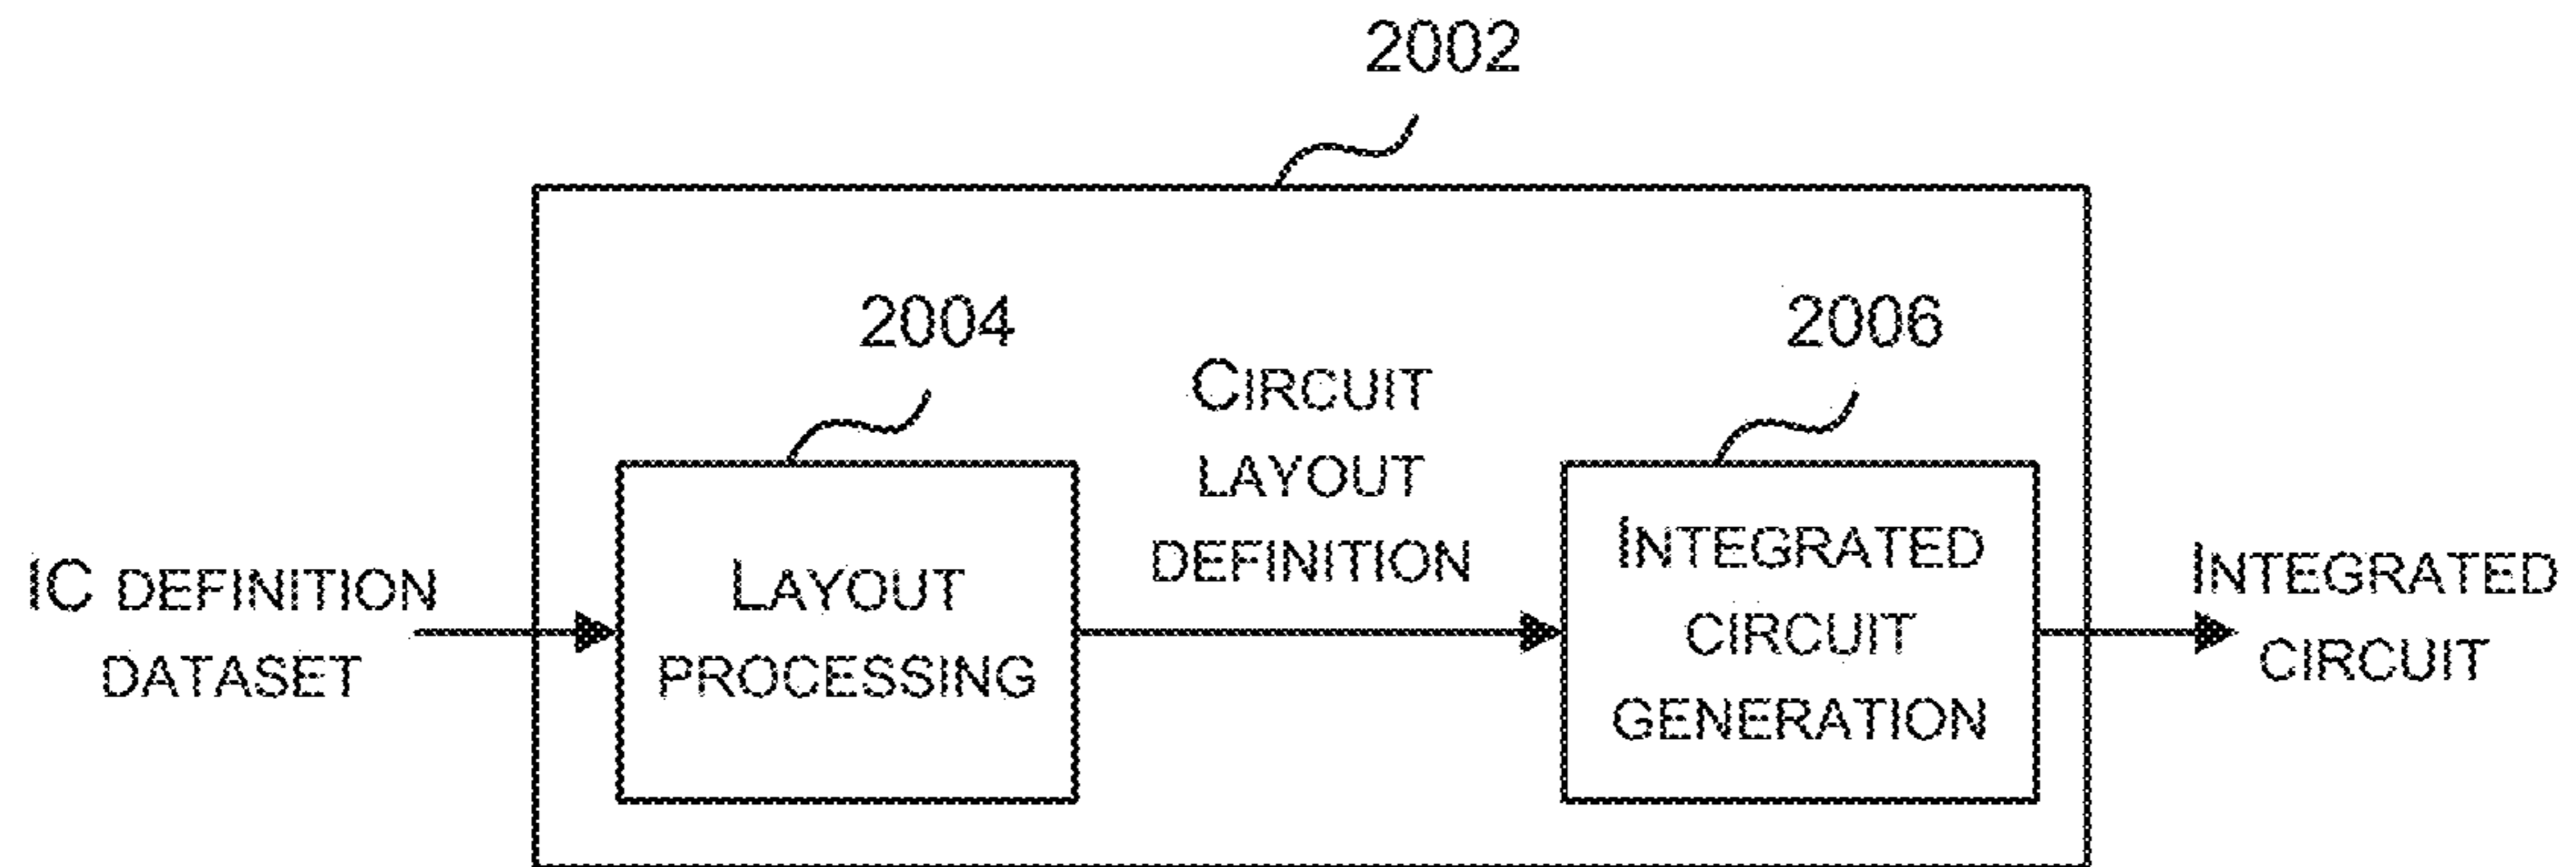 2002
2004
2006
CIRCUIT
LAYOUT
DEFINITION
IC DEFINITION
DATASET
LAYOUT
PROCESSING
INTEGRATED
CIRCUIT
GENERATION
INTEGRATED
CIRCUIT